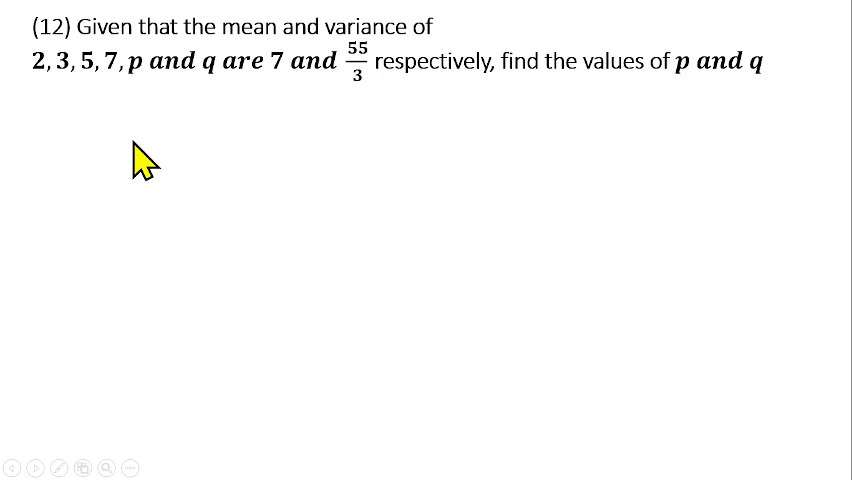 (12) Given that the mean and variance of
2, 3, 5, 7, p and q are 7 and 55/3 respectively, find the values of p and q